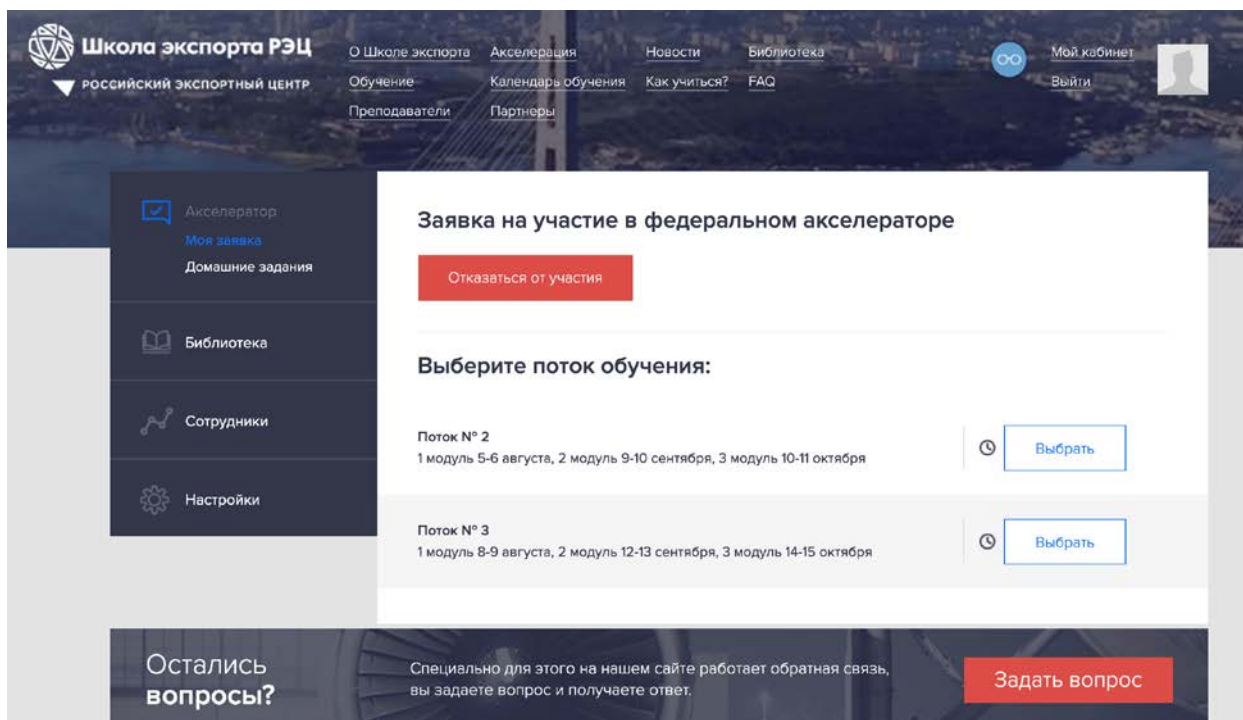 Школа экспорта РЭЦ
РОССИЙСКИЙ ЭКСПОРТНЫЙ ЦЕНТР
О Школе экспорта
Обучение
Преподаватели
Акселерация
Календарь обучения
Партнеры
Новости
Как учиться?
Библиотека
FAQ
Мой кабинет
Выйти
Акселератор
Моя заявка
Домашние задания
Библиотека
Сотрудники
Настройки
Заявка на участие в федеральном акселераторе
Отказаться от участия
Выберите поток обучения:
Поток № 2
1 модуль 5-6 августа, 2 модуль 9-10 сентября, 3 модуль 10-11 октября
Выбрать
Поток № 3
1 модуль 8-9 августа, 2 модуль 12-13 сентября, 3 модуль 14-15 октября
Выбрать
Остались
вопросы?
Специально для этого на нашем сайте работает обратная связь,
вы задаете вопрос и получаете ответ.
Задать вопрос